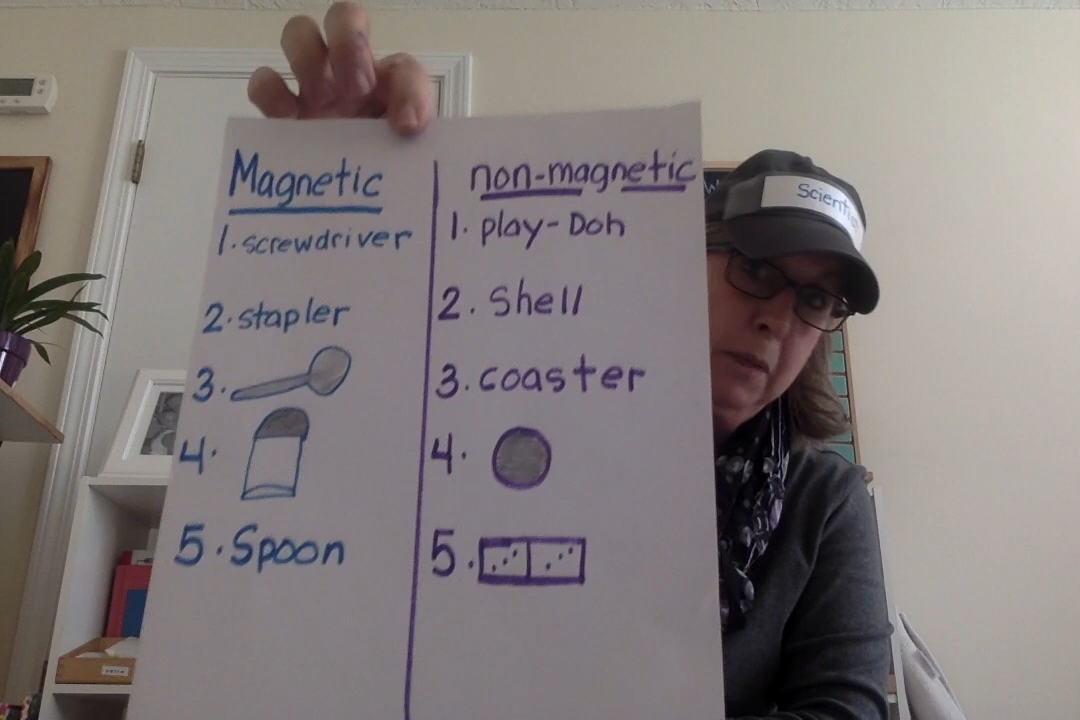 Magnetic
1. screwdriver
2. stapler
3.
4.
5. Spoon
non-magnetic
1. play-Doh
2. Shell
3. coaster
4.
5.